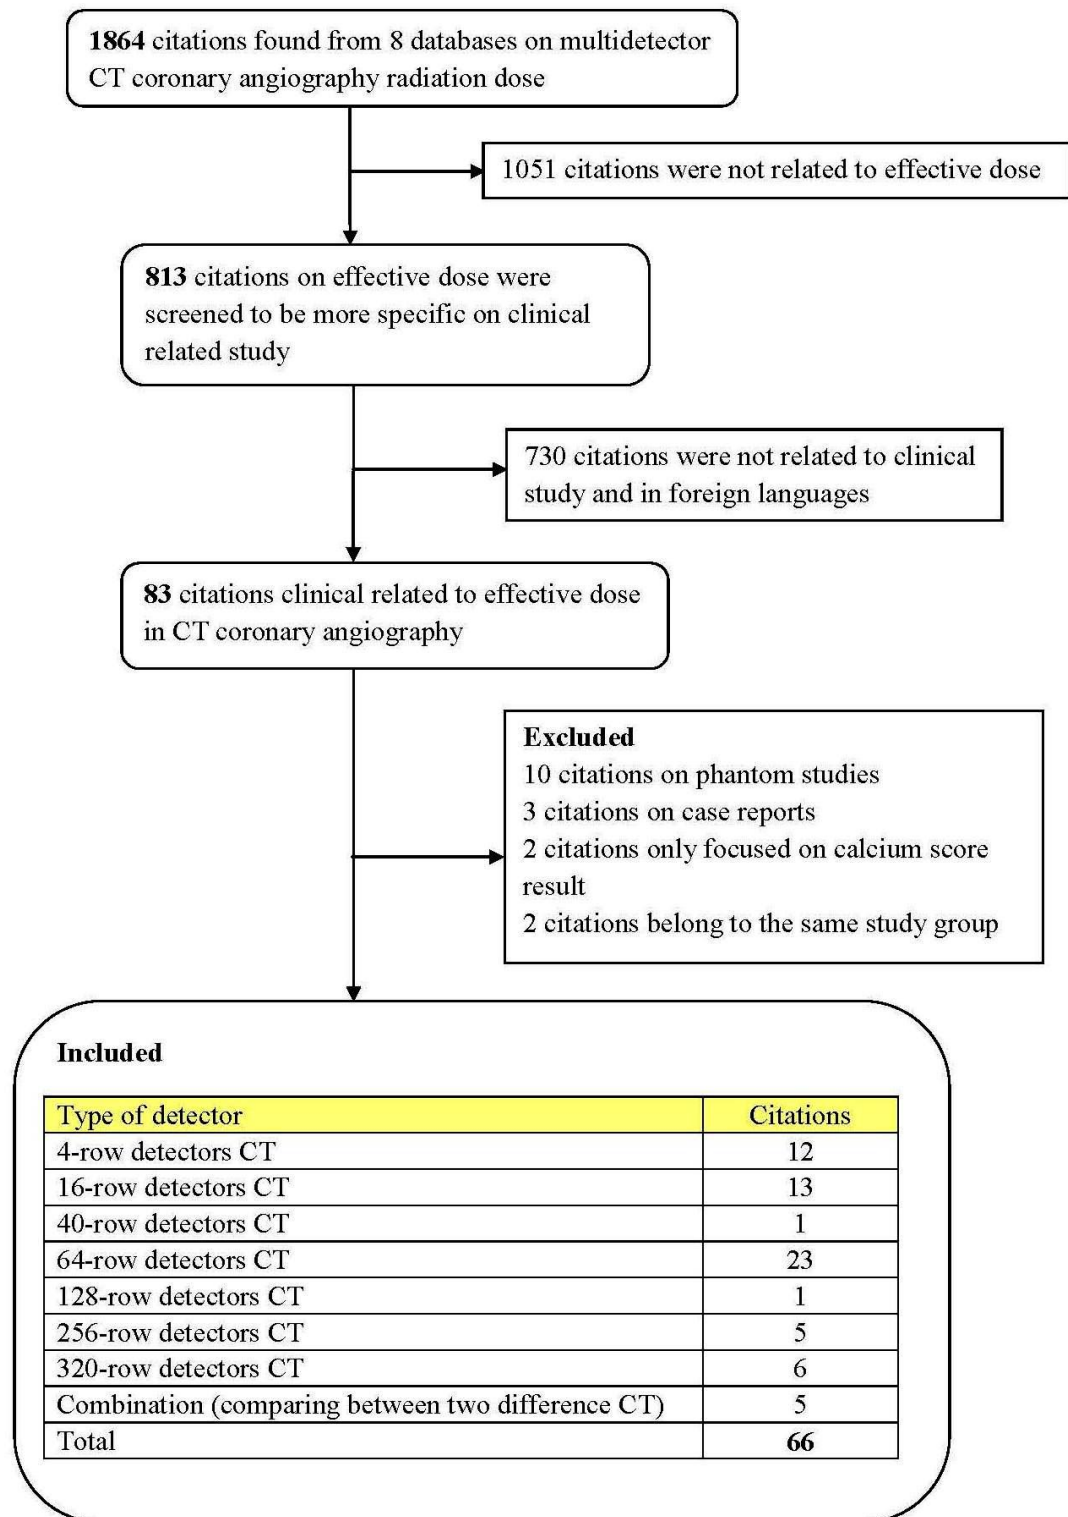 1864 citations found from 8 databases on multidetector
CT coronary angiography radiation dose
1051 citations were not related to effective dose
813 citations on effective dose were
screened to be more specific on clinical
related study
730 citations were not related to clinical
study and in foreign languages
83 citations clinical related to effective dose
in CT coronary angiography
Excluded
10 citations on phantom studies
3 citations on case reports
2 citations only focused on calcium score
result
2 citations belong to the same study group
Included
Type of detector Citations
4-row detectors CT 12
16-row detectors CT 13
40-row detectors CT 1
64-row detectors CT 23
128-row detectors CT 1
256-row detectors CT 5
320-row detectors CT 6
Combination (comparing between two difference CT) 5
Total 66